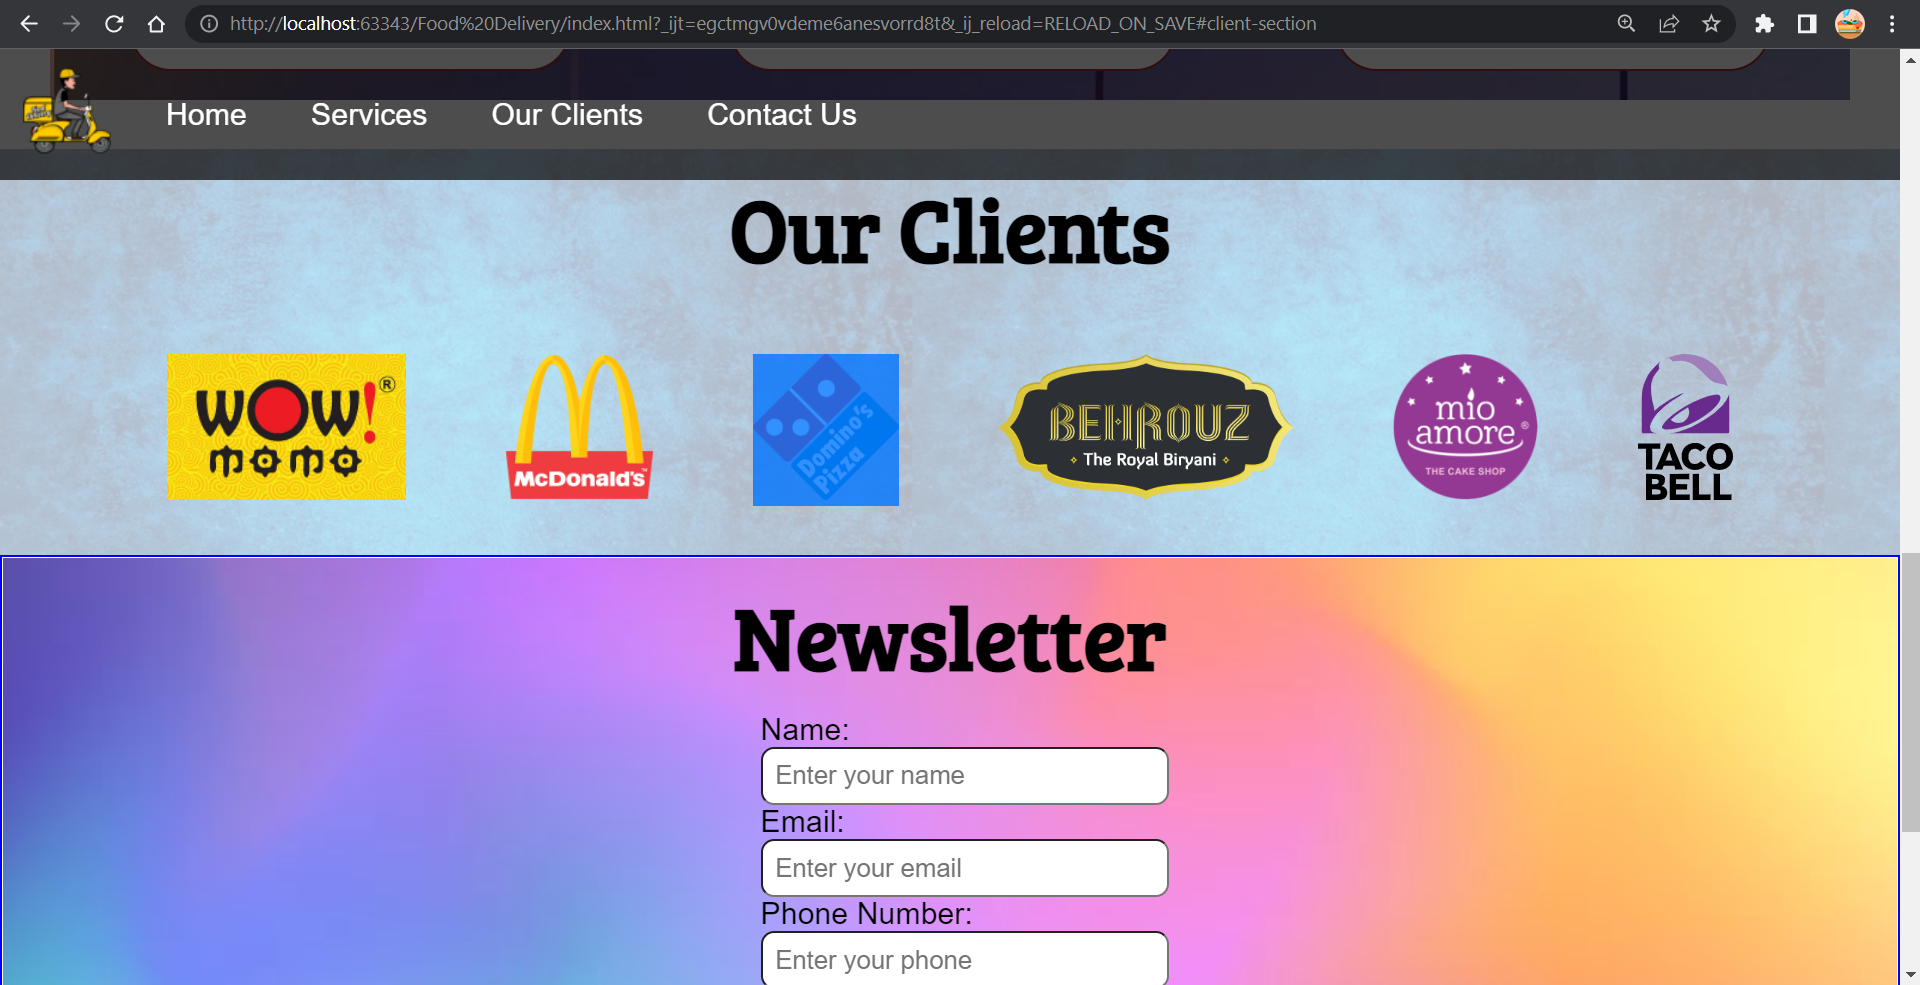 http://localhost:63343/Food%20Delivery/index.html?_ijt=egctmgv0vdeme6anesvorrd8t&_ij_reload=RELOAD_ON_SAVE#client-section
Home Services Our Clients Contact Us
Our Clients
WOW! ®
MOMO
McDonald's ™
Domino's
Pizza
BEHROUZ
The Royal Biryani
mio
amore ®
THE CAKE SHOP
TACO
BELL
Newsletter
Name:
Enter your name
Email:
Enter your email
Phone Number:
Enter your phone